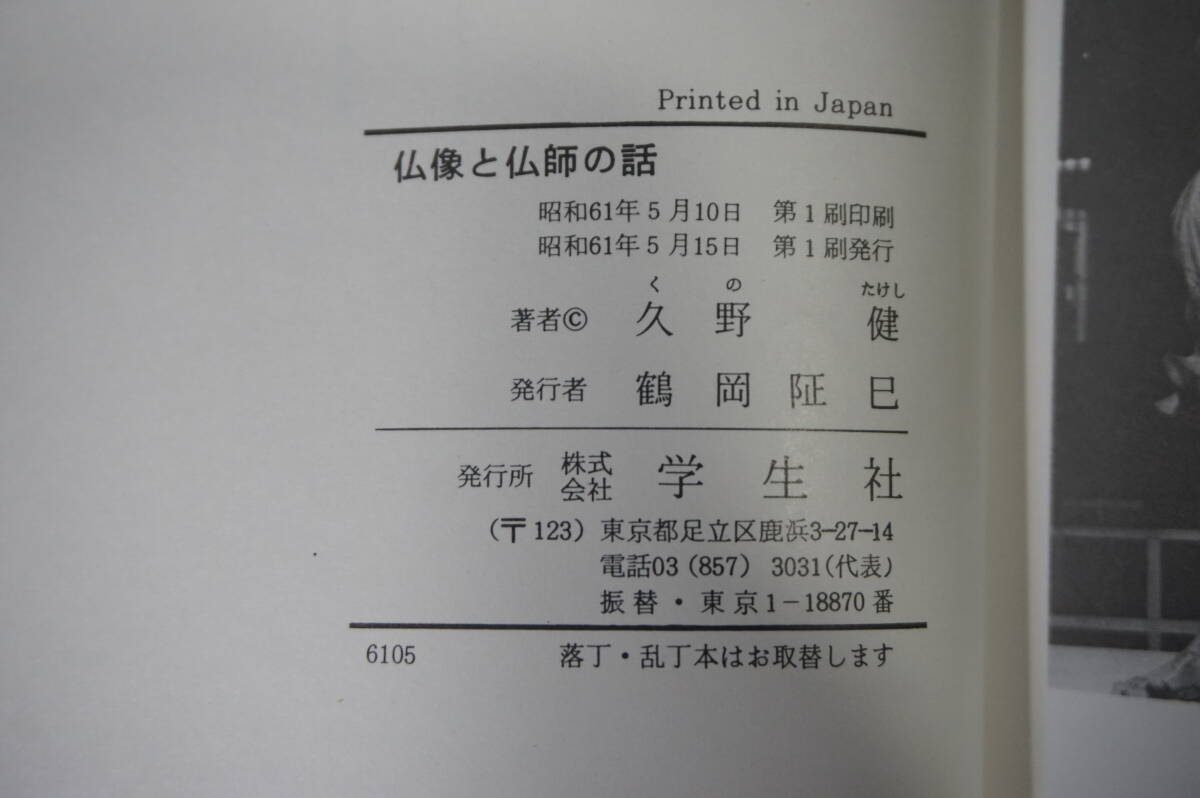 Printed in Japan
仏像と仏師の話
昭和61年5月10日 第1刷印刷
昭和61年5月15日 第1刷発行
くの たけし
著者© 久野 健
発行者 鶴岡阷巳
発行所 株式会社 学生社
(〒123) 東京都足立区鹿浜3-27-14
電話03 (857) 3031(代表)
振替・東京1-18870番
6105 落丁・乱丁本はお取替します